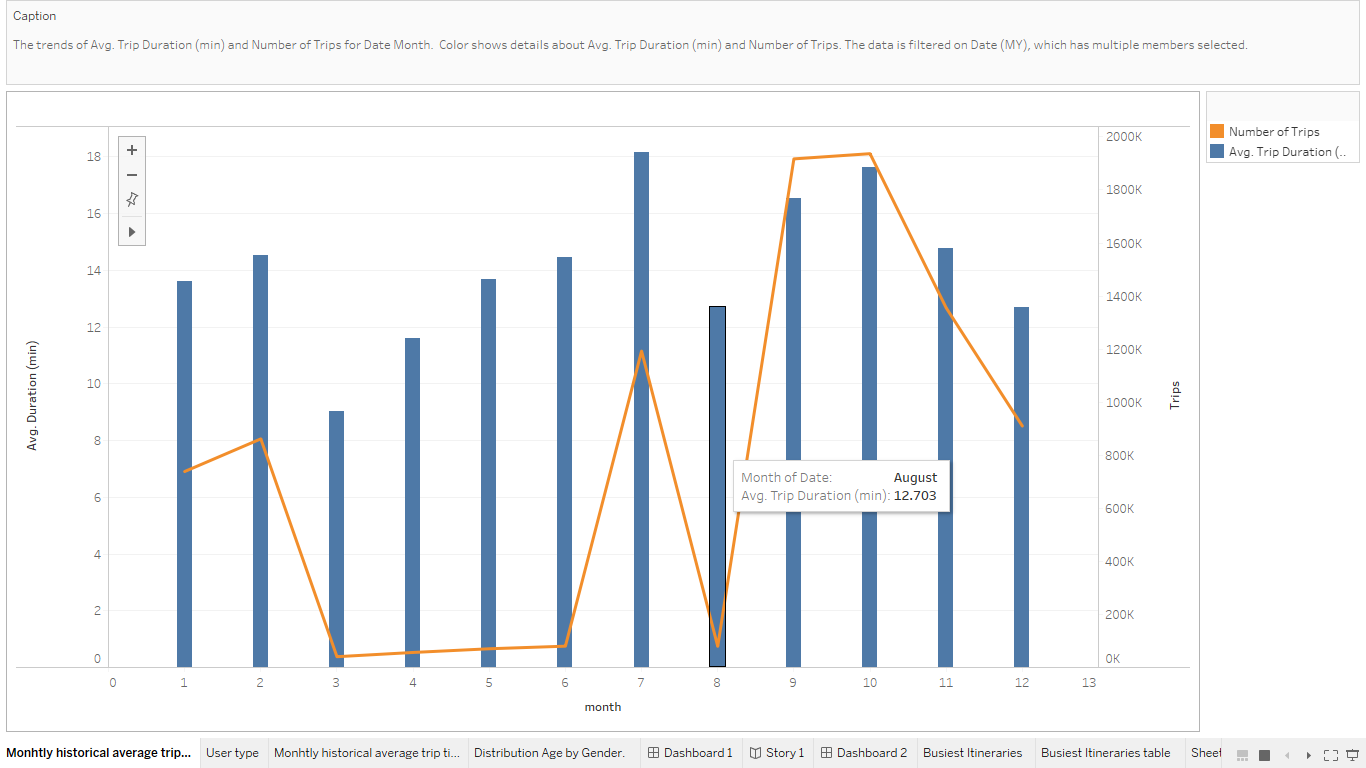 Caption
The trends of Avg. Trip Duration (min) and Number of Trips for Date Month.  Color shows details about Avg. Trip Duration (min) and Number of Trips. The data is filtered on Date (MY), which has multiple members selected.
Number of Trips
Avg. Trip Duration (..
Avg. Duration (min)
18
16
14
12
10
8
6
4
2
0
2000K
1800K
1600K
1400K
1200K
1000K
800K
600K
400K
200K
0K
Trips
Month of Date: August
Avg. Trip Duration (min): 12.703
0 1 2 3 4 5 6 7 8 9 10 11 12 13
month
Monhtly historical average trip... User type Monhtly historical average trip ti... Distribution Age by Gender. Dashboard 1 Story 1 Dashboard 2 Busiest Itineraries Busiest Itineraries table Sheet